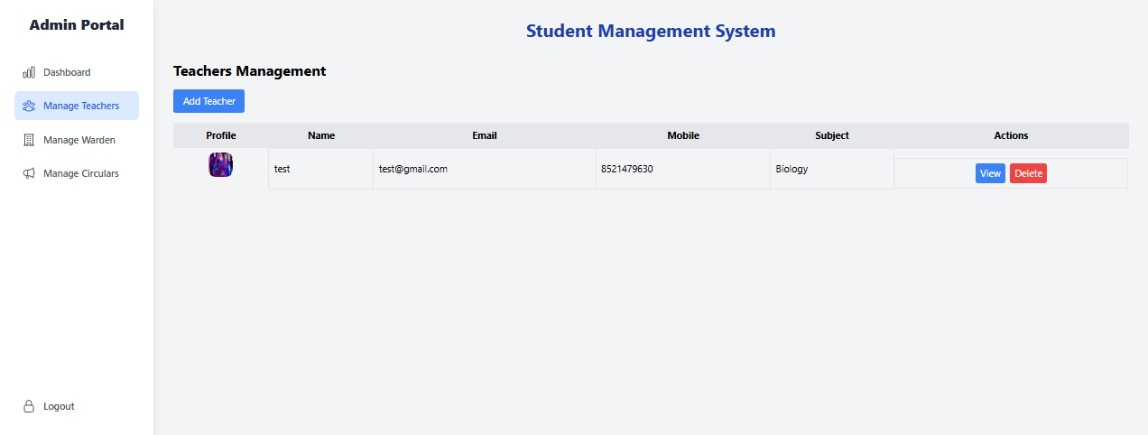 Admin Portal
Dashboard
Manage Teachers
Manage Warden
Manage Circulars
Logout
Student Management System
Teachers Management
Add Teacher
Profile Name Email Mobile Subject Actions
test test@gmail.com 8521479630 Biology View Delete